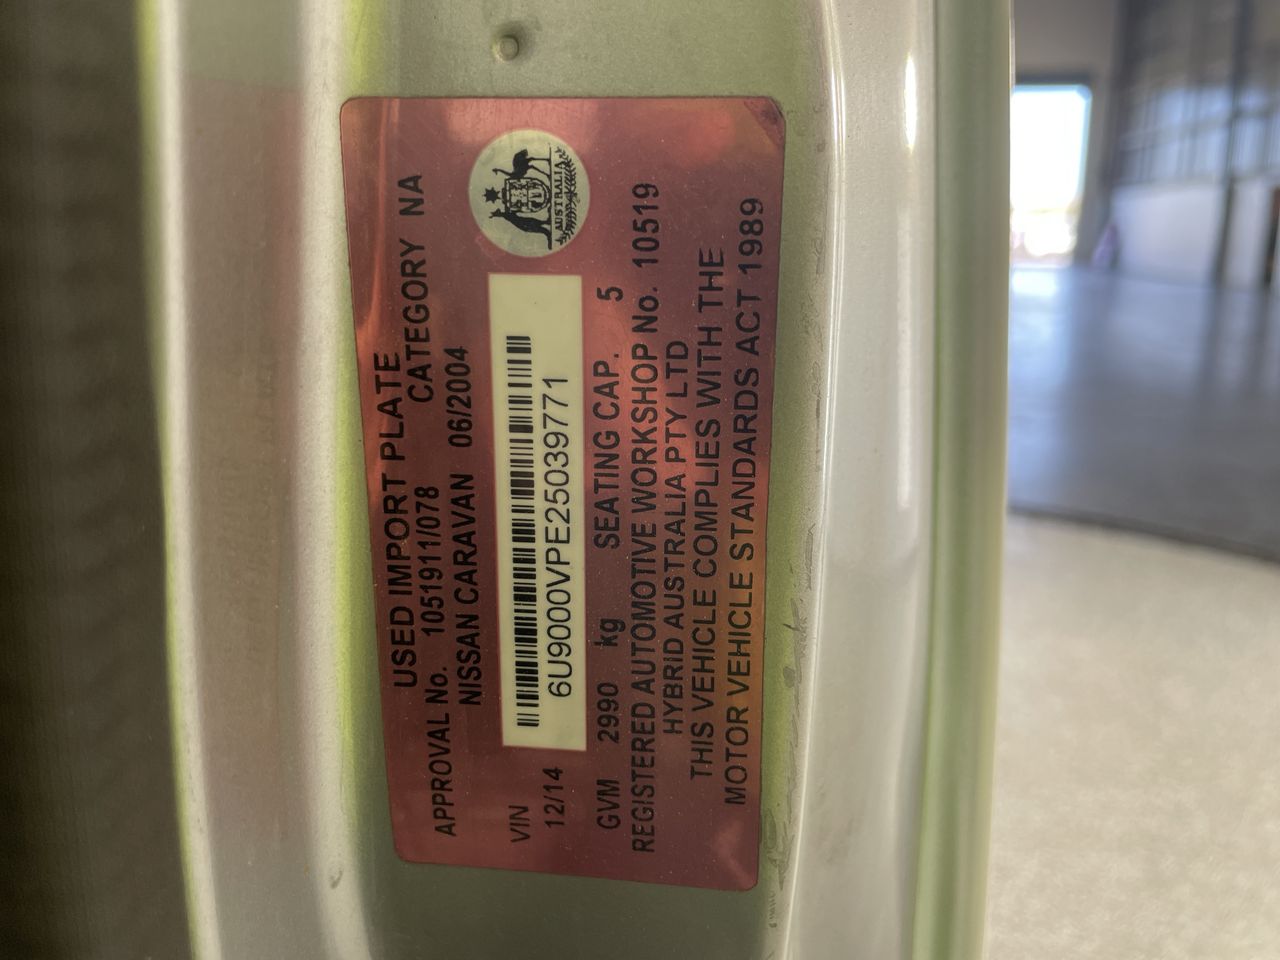 USED IMPORT PLATE
APPROVAL No. 1051911/078 CATEGORY NA
NISSAN CARAVAN 06/2004
AUSTRALIA
VIN
12/14
6U9000VPE25039771
GVM 2990 kg SEATING CAP. 5
REGISTERED AUTOMOTIVE WORKSHOP No. 10519
HYBRID AUSTRALIA PTY LTD
THIS VEHICLE COMPLIES WITH THE
MOTOR VEHICLE STANDARDS ACT 1989